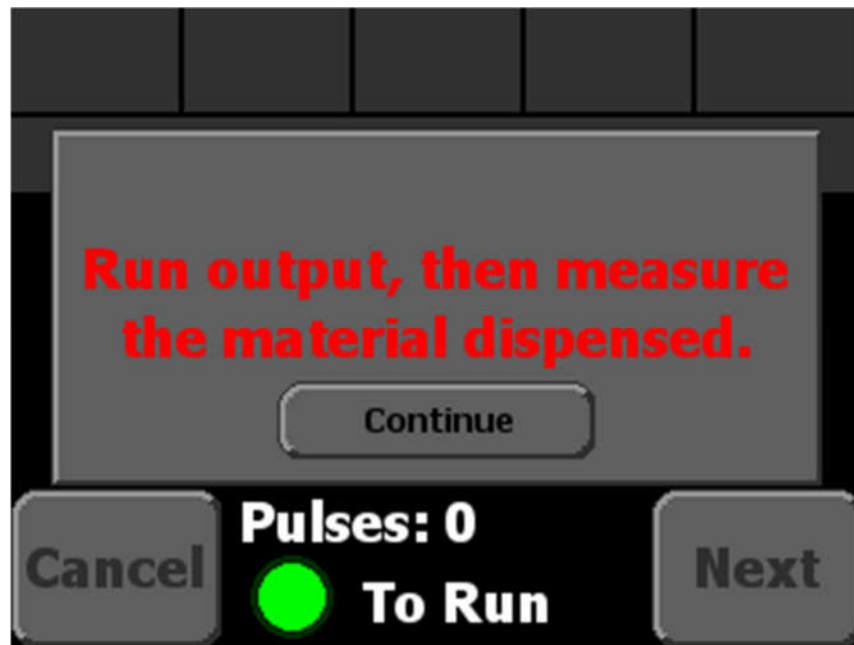 Run output, then measure
the material dispensed.
Continue
Pulses: 0
Cancel
To Run
Next